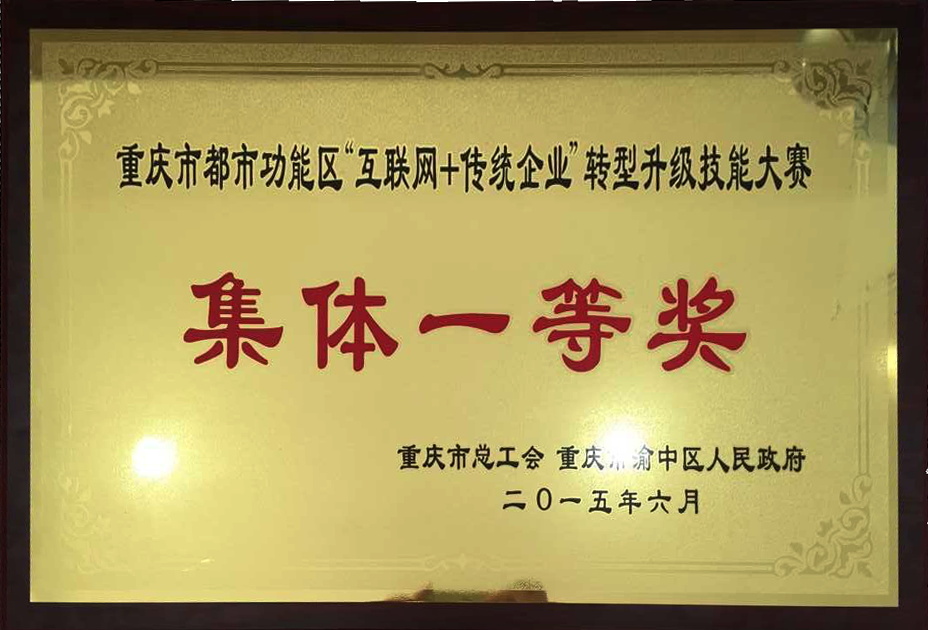 重庆市都市功能区“互联网+传统企业”转型升级技能大赛
集体一等奖
重庆市总工会 重庆市渝中区人民政府
二0一五年六月